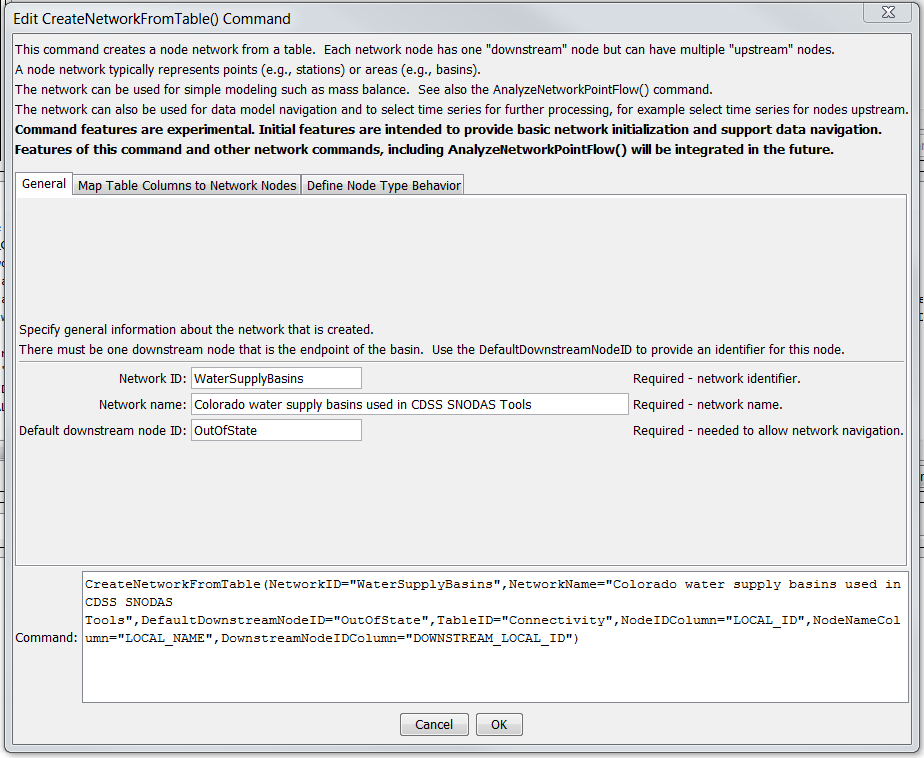 Edit CreateNetworkFromTable() Command
This command creates a node network from a table.  Each network node has one "downstream" node but can have multiple "upstream" nodes.
A node network typically represents points (e.g., stations) or areas (e.g., basins).
The network can be used for simple modeling such as mass balance.  See also the AnalyzeNetworkPointFlow() command.
The network can also be used for data model navigation and to select time series for further processing, for example select time series for nodes upstream.
Command features are experimental. Initial features are intended to provide basic network initialization and support data navigation.
Features of this command and other network commands, including AnalyzeNetworkPointFlow() will be integrated in the future.
General Map Table Columns to Network Nodes Define Node Type Behavior
Specify general information about the network that is created.
There must be one downstream node that is the endpoint of the basin.  Use the DefaultDownstreamNodeID to provide an identifier for this node.
Network ID: WaterSupplyBasins Required - network identifier.
Network name: Colorado water supply basins used in CDSS SNODAS Tools Required - network name.
Default downstream node ID: OutOfState Required - needed to allow network navigation.
CreateNetworkFromTable(NetworkID="WaterSupplyBasins",NetworkName="Colorado water supply basins used in
CDSS SNODAS
Tools",DefaultDownstreamNodeID="OutOfState",TableID="Connectivity",NodeIDColumn="LOCAL_ID",NodeNameCol
Command: umn="LOCAL_NAME",DownstreamNodeIDColumn="DOWNSTREAM_LOCAL_ID")
Cancel OK